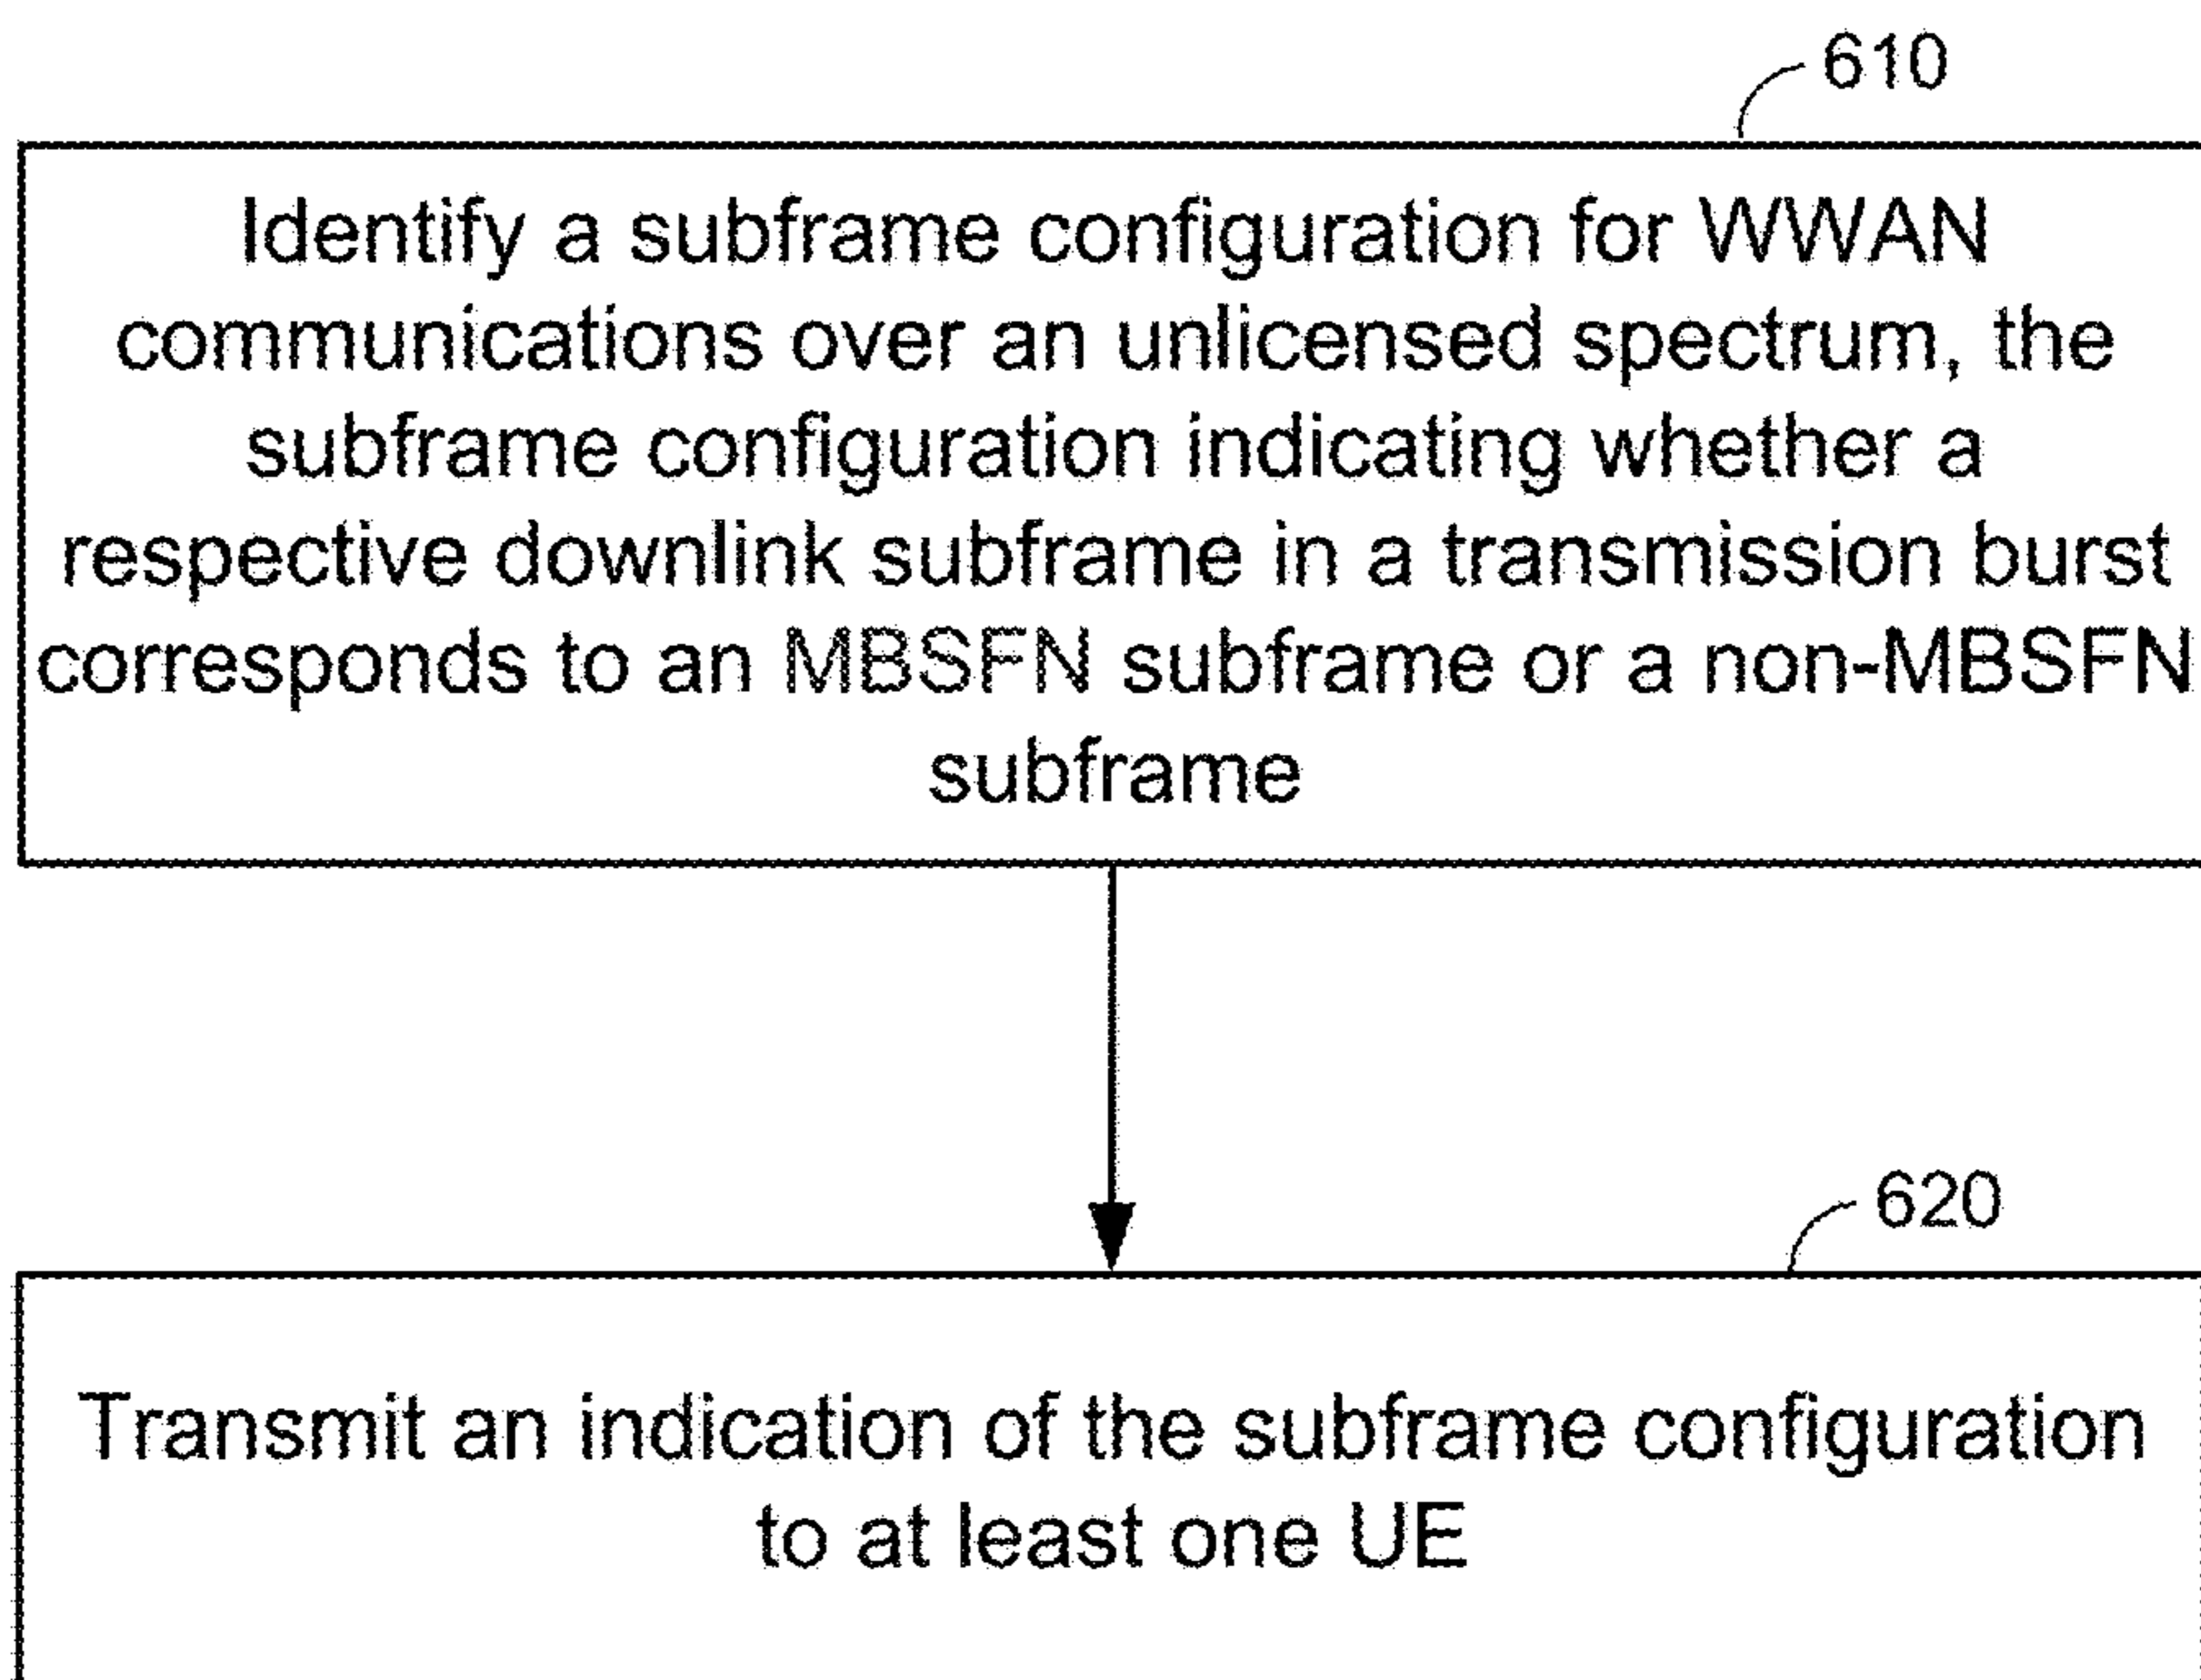 610
Identify a subframe configuration for WWAN
communications over an unlicensed spectrum, the
subframe configuration indicating whether a
respective downlink subframe in a transmission burst
corresponds to an MBSFN subframe or a non-MBSFN
subframe
620
Transmit an indication of the subframe configuration
to at least one UE